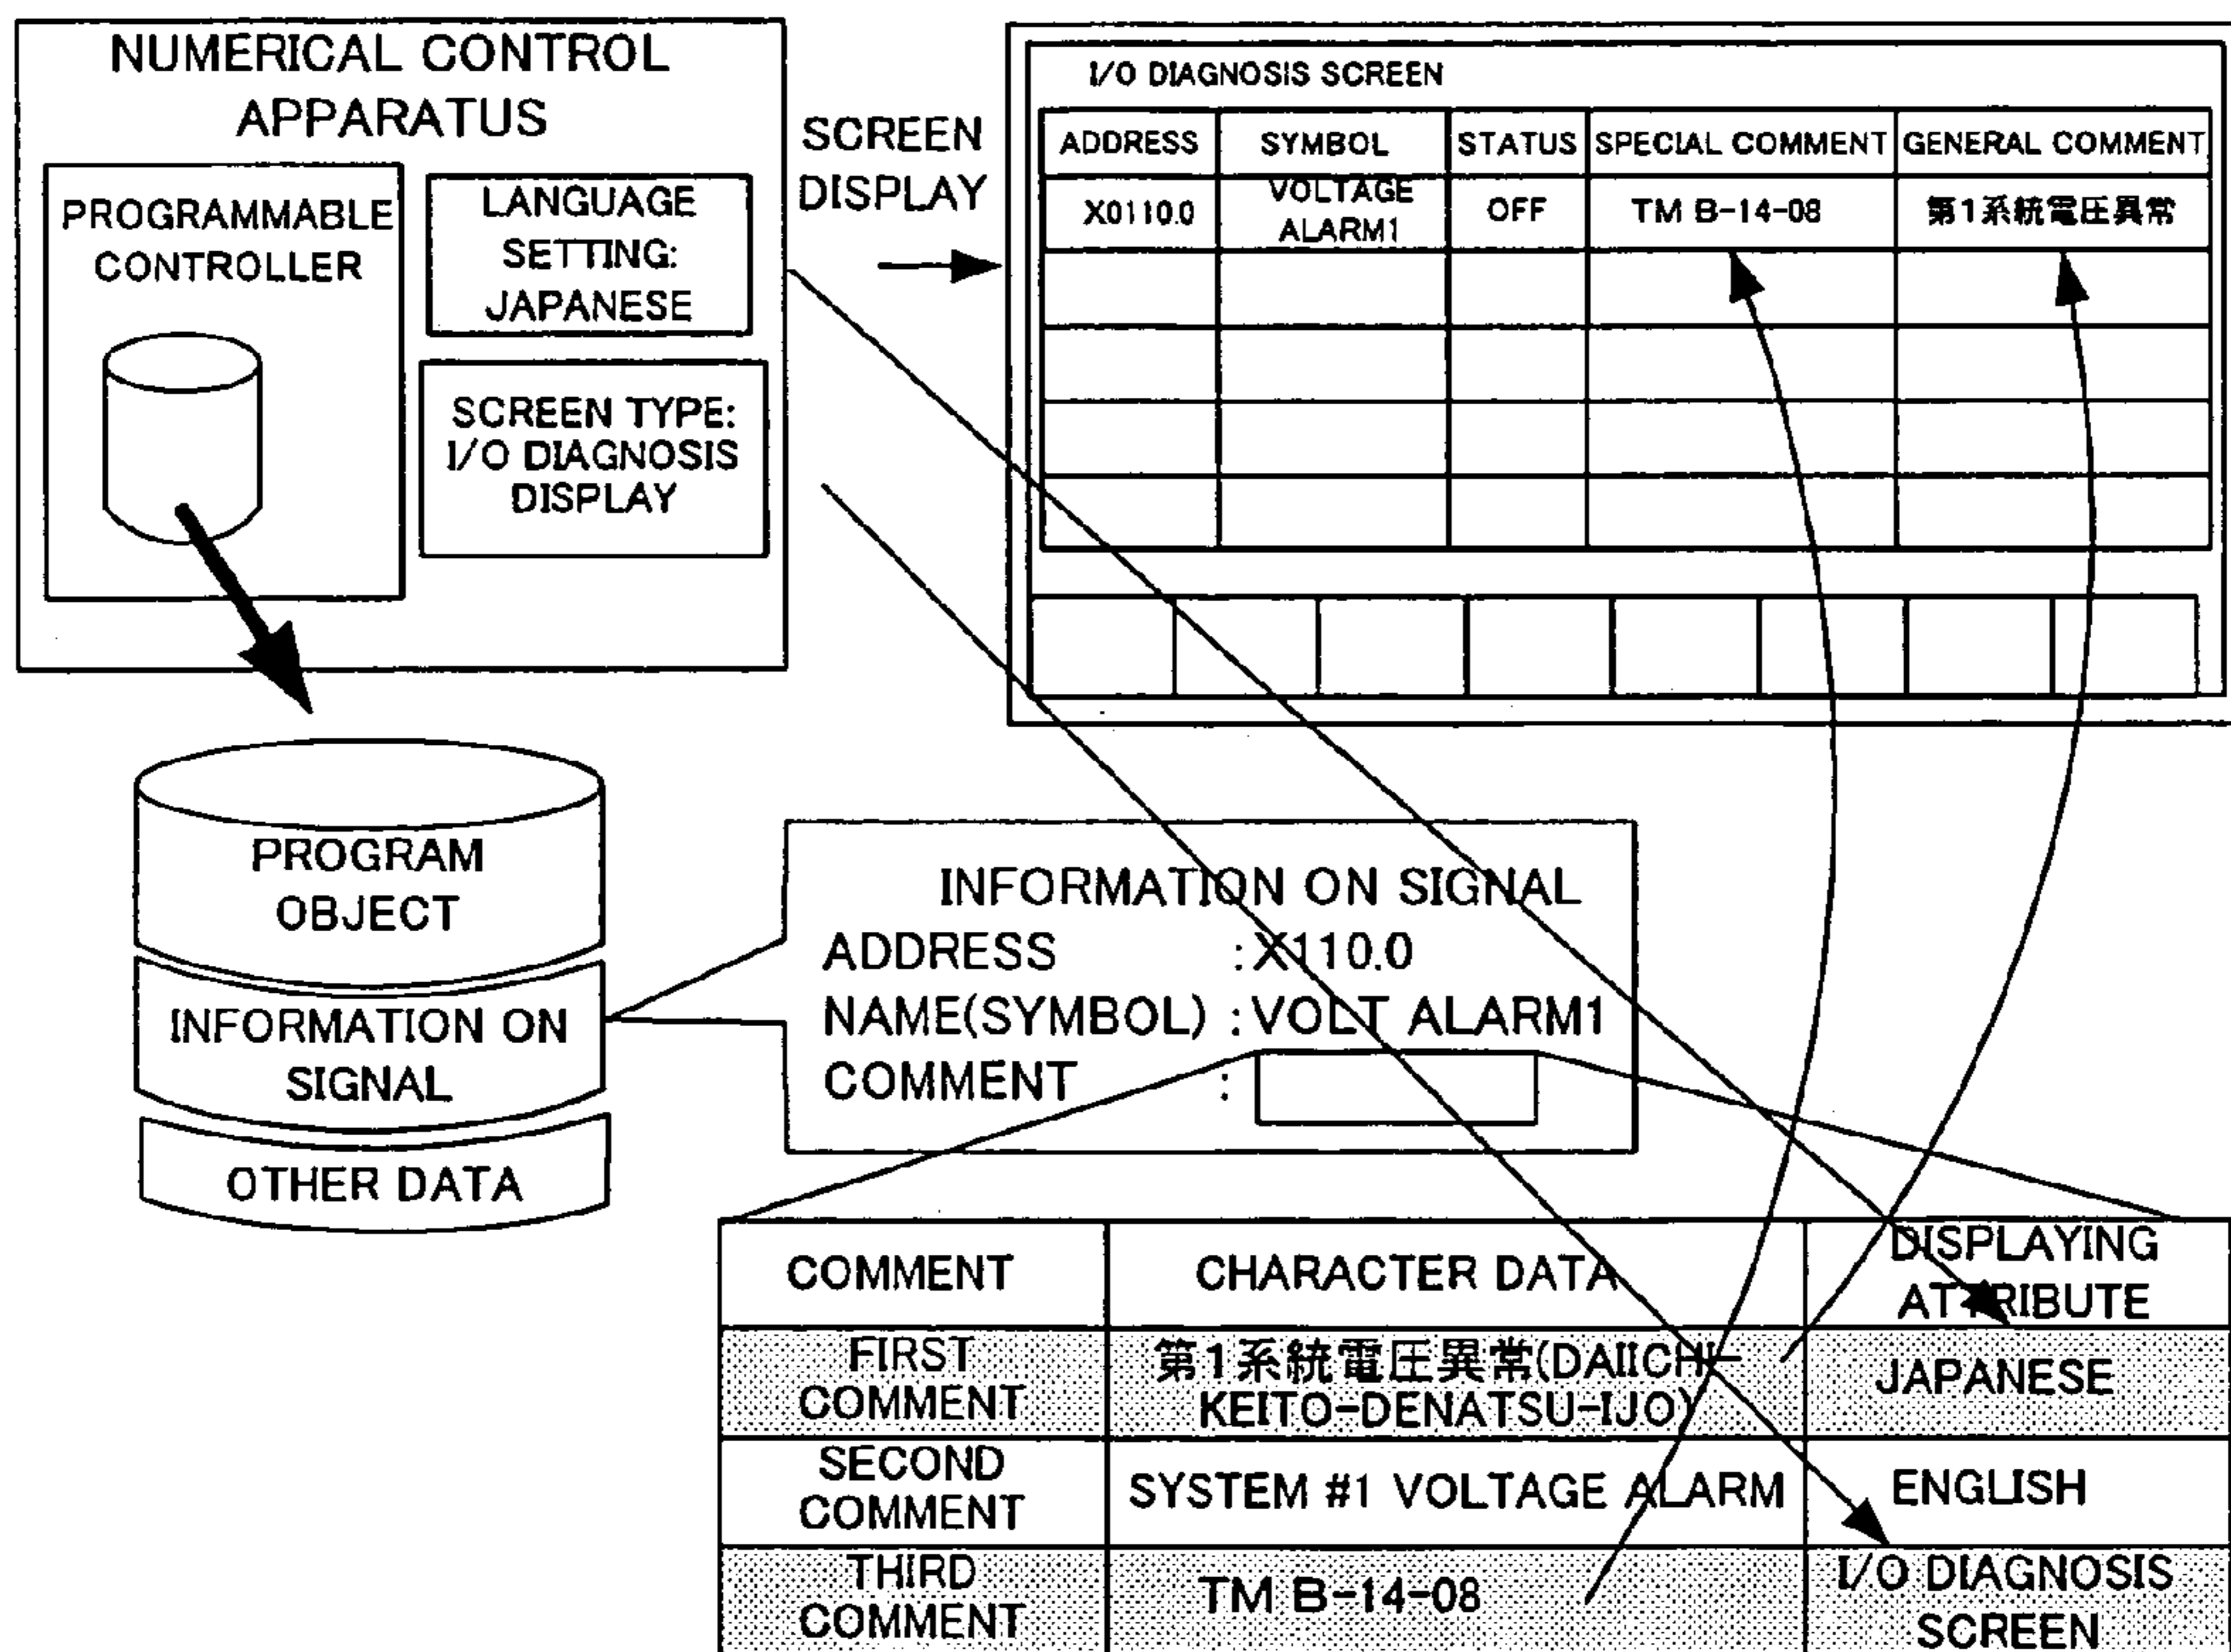 NUMERICAL CONTROL
APPARATUS
PROGRAMMABLE
CONTROLLER
LANGUAGE
SETTING:
JAPANESE
SCREEN TYPE:
I/O DIAGNOSIS
DISPLAY
SCREEN
DISPLAY
I/O DIAGNOSIS SCREEN
ADDRESS SYMBOL STATUS SPECIAL COMMENT GENERAL COMMENT
X0110.0 VOLTAGE ALARM1 OFF TM B-14-08 第1系統電圧異常
PROGRAM
OBJECT
INFORMATION ON
SIGNAL
OTHER DATA
INFORMATION ON SIGNAL
ADDRESS :X110.0
NAME(SYMBOL) :VOLT ALARM1
COMMENT :
COMMENT CHARACTER DATA DISPLAYING
ATTRIBUTE
FIRST
COMMENT
第1系統電圧異常(DAIICHI-
KEITO-DENATSU-IJO)
JAPANESE
SECOND
COMMENT
SYSTEM #1 VOLTAGE ALARM
ENGLISH
THIRD
COMMENT
TM B-14-08
I/O DIAGNOSIS
SCREEN